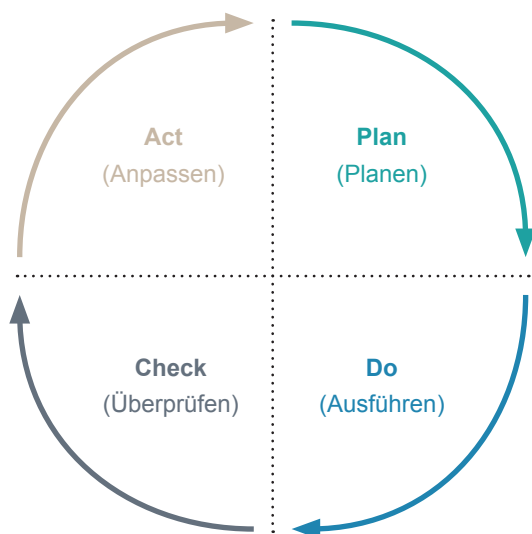 Act
(Anpassen)
Plan
(Planen)
Check
(Überprüfen)
Do
(Ausführen)